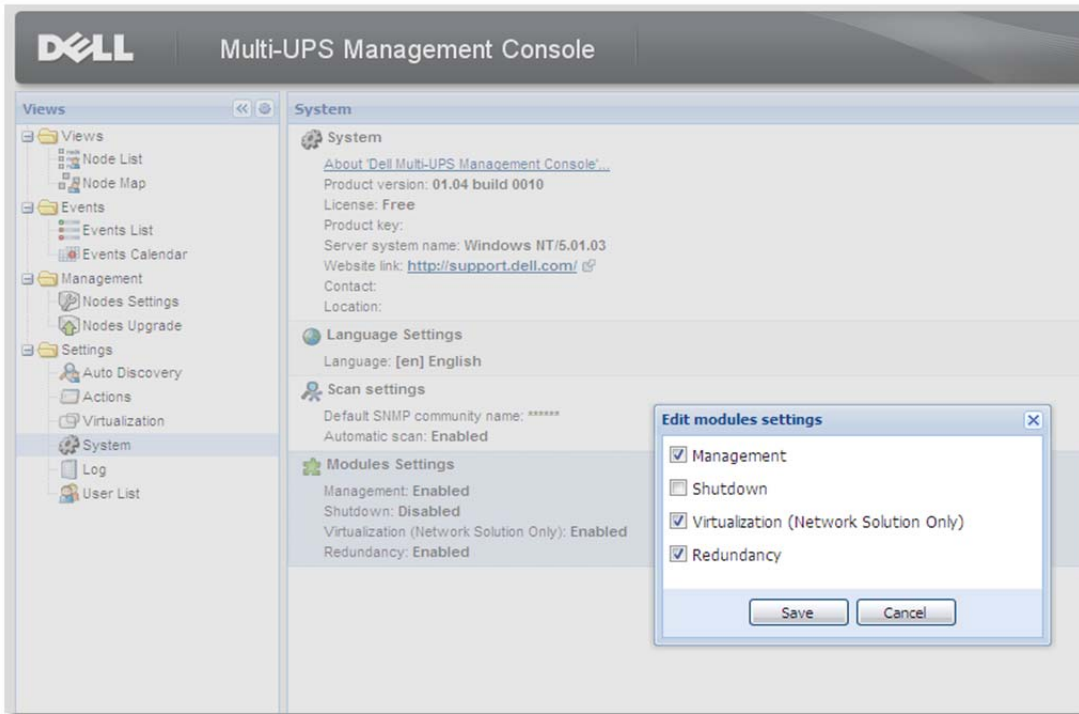 DELL
Multi-UPS Management Console
Views
Views
Node List
Node Map
Events
Events List
Events Calendar
Management
Nodes Settings
Nodes Upgrade
Settings
Auto Discovery
Actions
Virtualization
System
Log
User List
System
System
About 'Dell Multi-UPS Management Console'...
Product version: 01.04 build 0010
License: Free
Product key:
Server system name: Windows NT/5.01.03
Website link: http://support.dell.com/
Contact:
Location:
Language Settings
Language: [en] English
Scan settings
Default SNMP community name: ******
Automatic scan: Enabled
Modules Settings
Management: Enabled
Shutdown: Disabled
Virtualization (Network Solution Only): Enabled
Redundancy: Enabled
Edit modules settings
Management
Shutdown
Virtualization (Network Solution Only)
Redundancy
Save Cancel